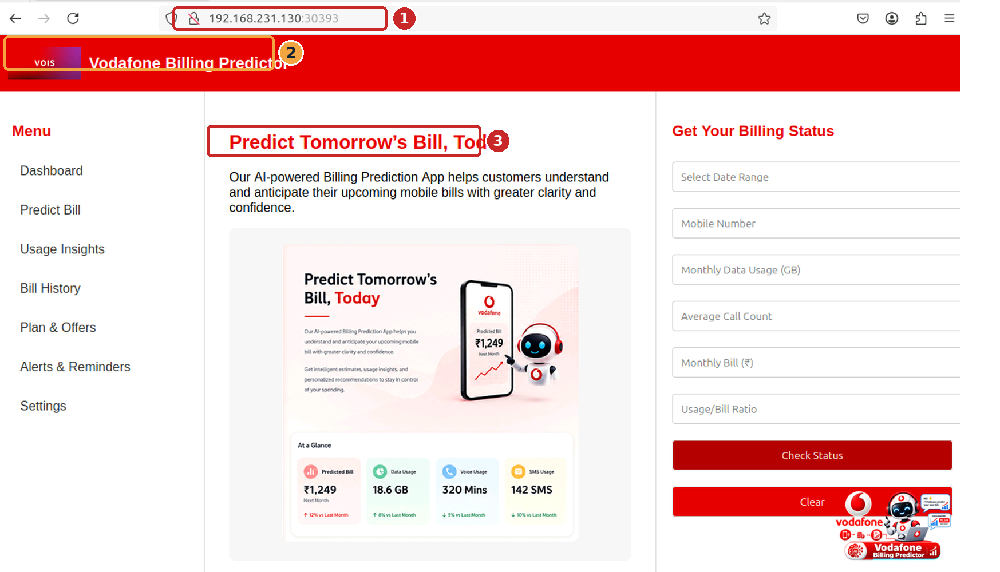 192.168.231.130:30393
1
2
VOIS
Vodafone Billing Predictor
Menu
Dashboard
Predict Bill
Usage Insights
Bill History
Plan & Offers
Alerts & Reminders
Settings
Predict Tomorrow’s Bill, Tod
3
Our AI-powered Billing Prediction App helps customers understand
and anticipate their upcoming mobile bills with greater clarity and
confidence.
Predict Tomorrow’s
Bill, Today
Our AI-powered Billing Prediction App helps you
understand and anticipate your upcoming mobile
bill with greater clarity and confidence.
Get intelligent estimates, usage insights, and
personalized recommendations to stay in control
of your spending.
vodafone
Predicted Bill
₹1,249
Next Month
At a Glance
Predicted Bill
₹1,249
Next Month
↑ 12% vs Last Month
Data Usage
18.6 GB
↑ 8% vs Last Month
Voice Usage
320 Mins
↓ 5% vs Last Month
SMS Usage
142 SMS
↓ 10% vs Last Month
Get Your Billing Status
Select Date Range
Mobile Number
Monthly Data Usage (GB)
Average Call Count
Monthly Bill (₹)
Usage/Bill Ratio
Check Status
Clear
vodafone
Vodafone
Billing Predictor